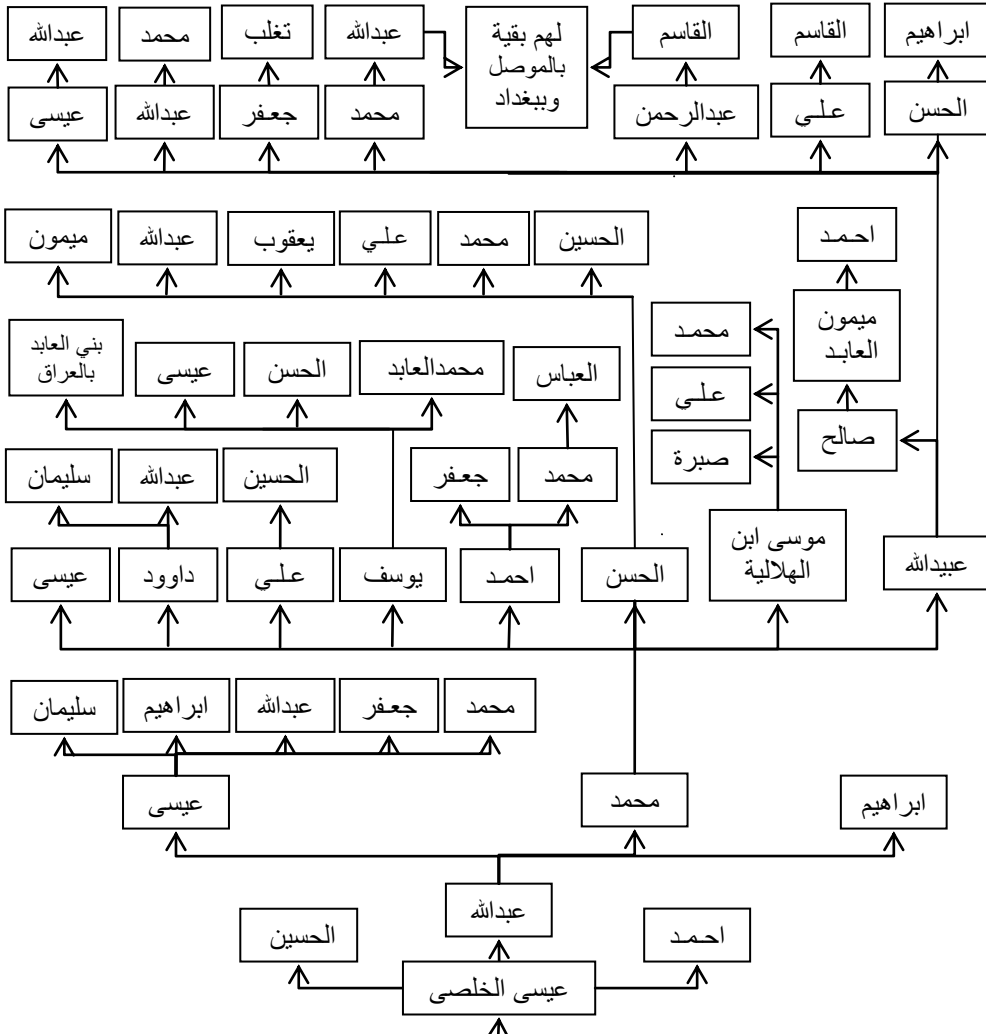 ابراهيم
القاسم
القاسم
لهم بقية
بالموصل
وببغداد
عبدالله
تغلب
محمد
عبدالله
الحسن
علي
عبدالرحمن
محمد
جعفر
عبدالله
عيسى
احمد
الحسين
محمد
علي
يعقوب
عبدالله
ميمون
ميمون
العابد
محمد
علي
صبرة
صالح
العباس
محمدالعابد
الحسن
عيسى
بني العابد
بالعراق
محمد
جعفر
الحسين
عبدالله
سليمان
عبيدالله
موسى ابن
الهلالية
الحسن
احمد
يوسف
علي
داوود
عيسى
محمد
جعفر
عبدالله
ابراهيم
سليمان
ابراهيم
محمد
عيسى
عبدالله
احمد
الحسين
عيسى الخلصى